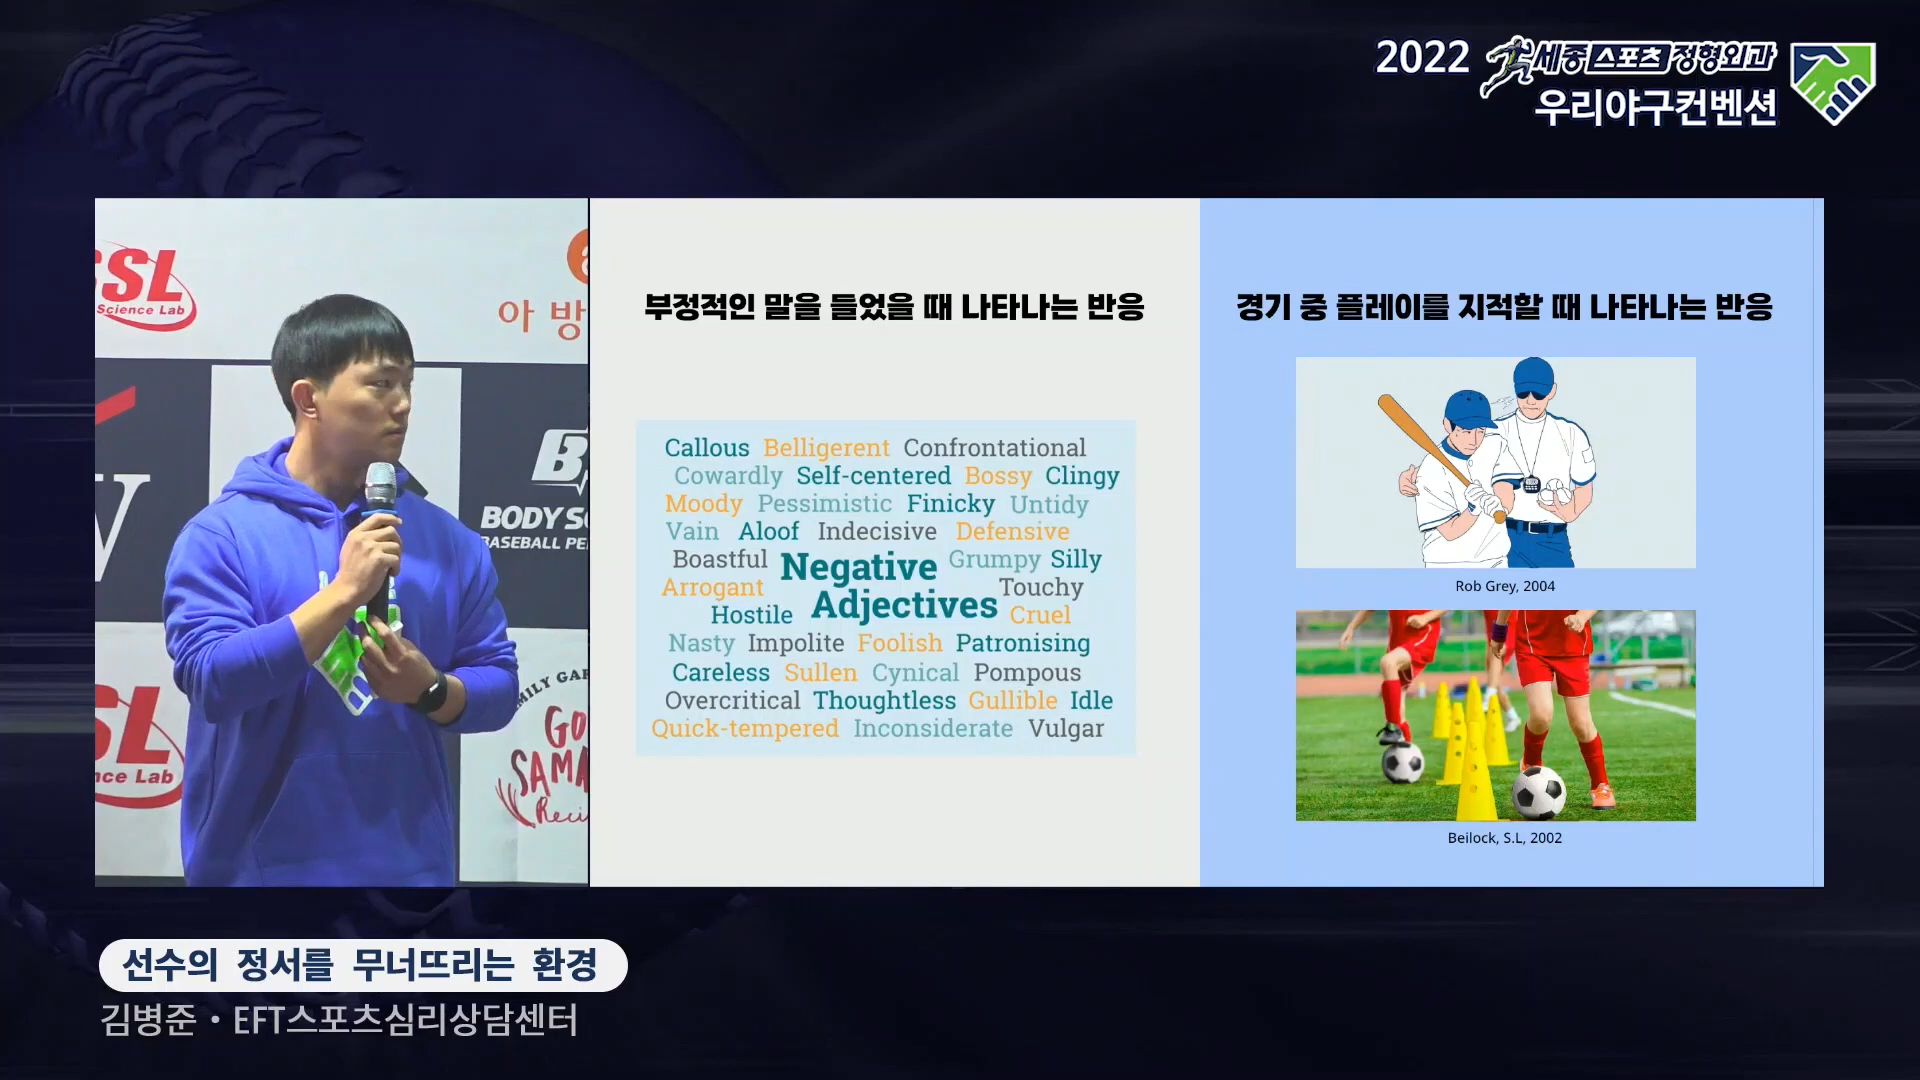 2022 세종스포츠정형외과
우리야구컨벤션
SSL
Science Lab
아 방
BODY
BASEBALL
SL
nce Lab
MILY
GO
SAMA
부정적인 말을 들었을 때 나타나는 반응
Callous Belligerent Confrontational
Cowardly Self-centered Bossy Clingy
Moody Pessimistic Finicky Untidy
Vain Aloof Indecisive Defensive
Boastful Negative Grumpy Silly
Arrogant Adjectives Touchy
Hostile Cruel
Nasty Impolite Foolish Patronising
Careless Sullen Cynical Pompous
Overcritical Thoughtless Gullible Idle
Quick-tempered Inconsiderate Vulgar
경기 중 플레이를 지적할 때 나타나는 반응
Rob Grey, 2004
Beilock, S.L, 2002
선수의 정서를 무너뜨리는 환경
김병준 · EFT스포츠심리상담센터